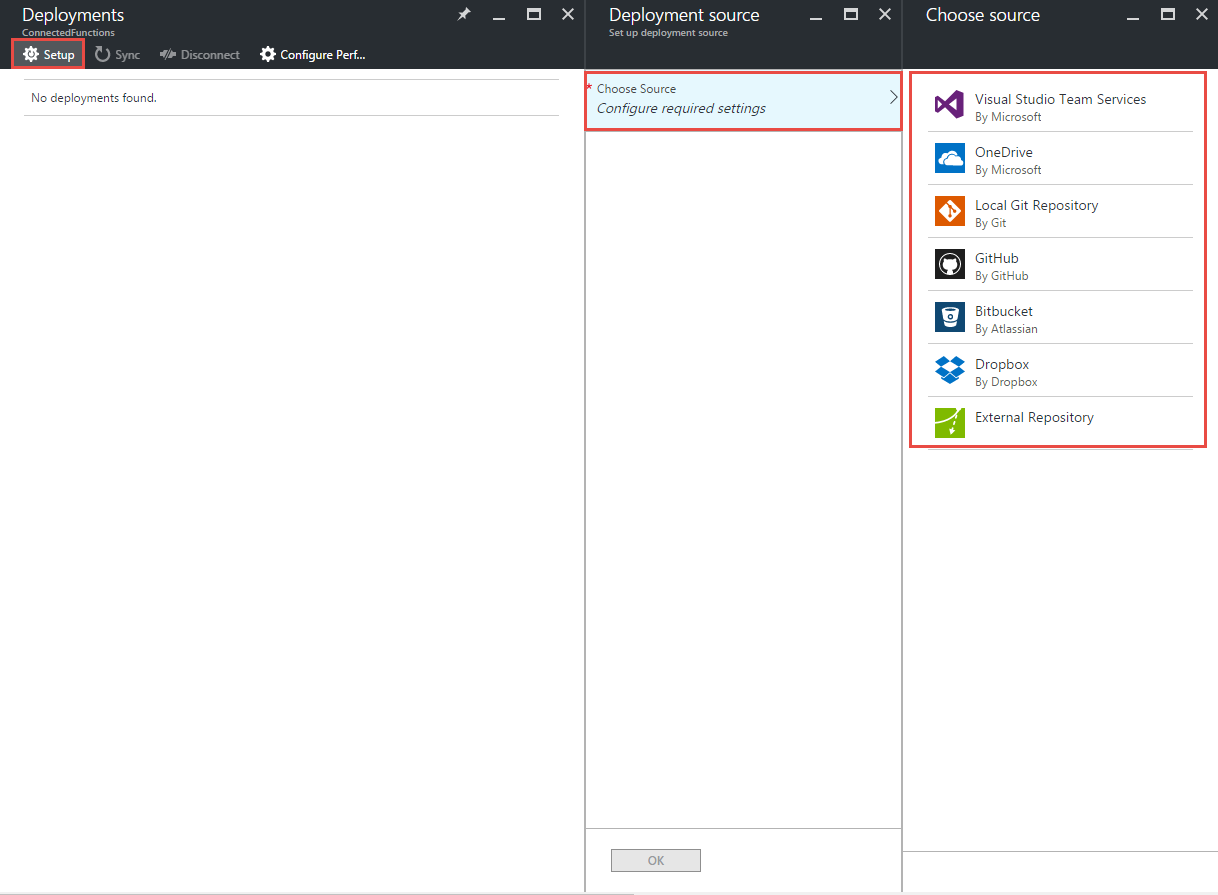 Deployments
ConnectedFunctions
Setup
Sync
Disconnect
Configure Perf...
No deployments found.
Deployment source
Set up deployment source
* Choose Source
Configure required settings
OK
Choose source
Visual Studio Team Services
By Microsoft
OneDrive
By Microsoft
Local Git Repository
By Git
GitHub
By GitHub
Bitbucket
By Atlassian
Dropbox
By Dropbox
External Repository